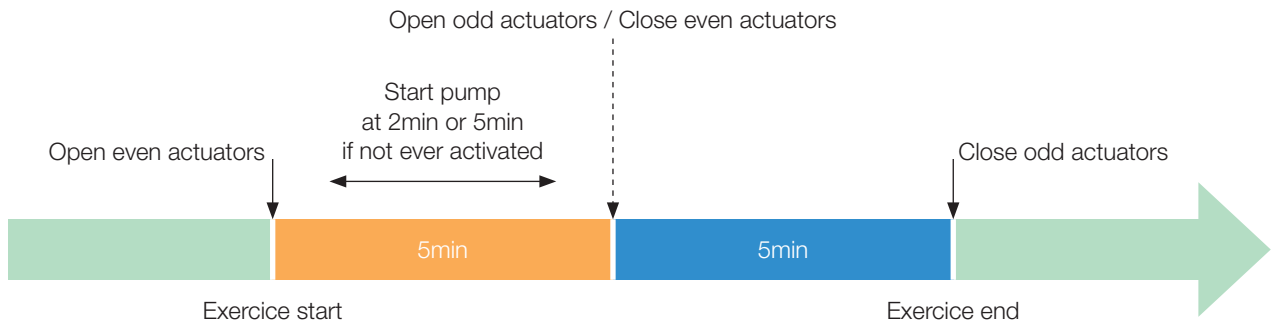 Open odd actuators / Close even actuators
Start pump
at 2min or 5min
if not ever activated
Open even actuators
Close odd actuators
5min
5min
Exercice start
Exercice end